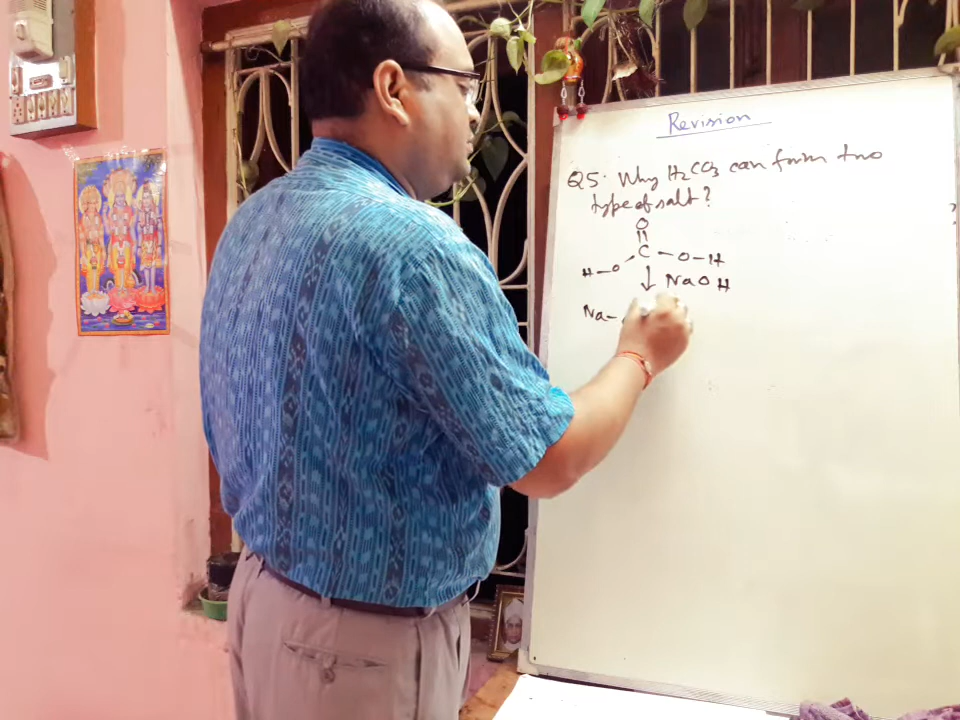 Revision
Q5. Why H₂CO₃ can form two
type of salt?
O
C - O - H
H - O
↓ NaOH
Na -